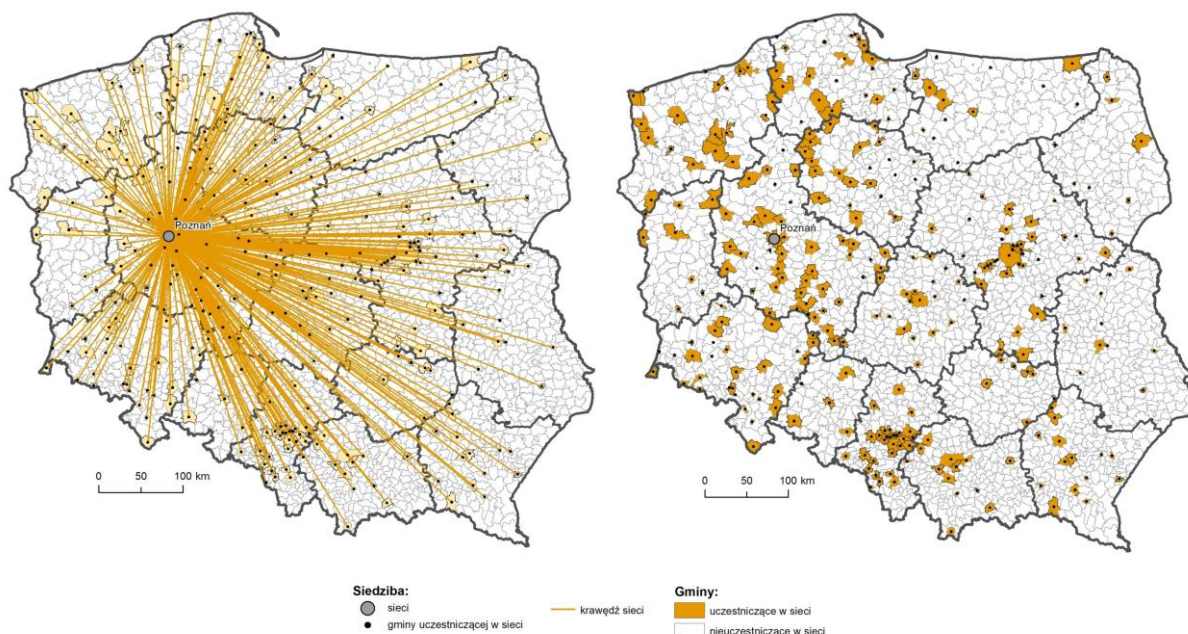 Poznań
Poznań
0 50 100 km
0 50 100 km
Siedziba:
sieci
gminy uczestniczącej w sieci
krawędź sieci
Gminy:
uczestniczące w sieci
nieuczestniczące w sieci